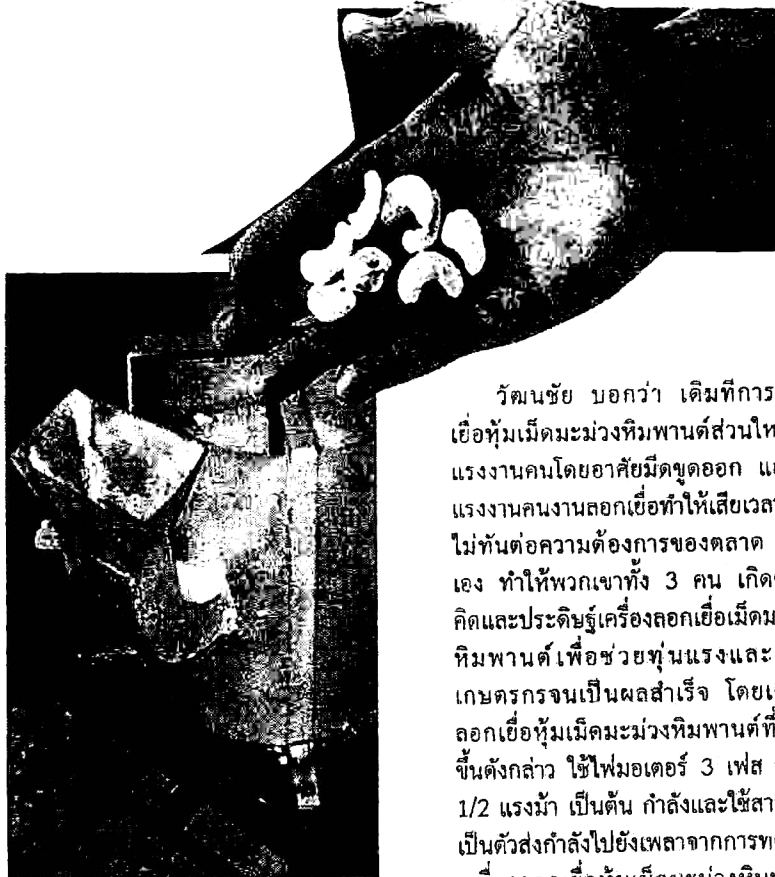 วัฒนชัย บอกว่า เดิมทีการ
เยื่อหุ้มเม็ดมะม่วงหิมพานต์ส่วนให
แรงงานคนโดยอาศัยมีดขูดออก
แรงงานคนงานลอกเยื่อทำให้เสียเวลา
ไม่ทันต่อความต้องการของตลาด
เอง ทำให้พวกเขาทั้ง 3 คน เกิด
คิดและประดิษฐ์เครื่องลอกเยื่อเม็ดม
หิมพานต์เพื่อช่วยทุ่นแรงและ
เกษตรกรจนเป็นผลสำเร็จ โดยเ
ลอกเยื่อหุ้มเม็ดมะม่วงหิมพานต์ที่
ขึ้นดังกล่าว ใช้ไฟมอเตอร์ 3 เฟส
1/2 แรงม้า เป็นต้น กำลังและใช้สา
เป็นตัวส่งกำลังไปยังเพลาจากการท